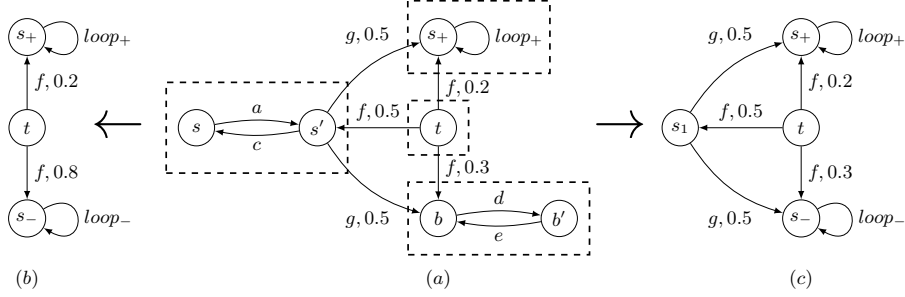 s₊ loop₊ g, 0.5 s₊ loop₊ g, 0.5 s₊ loop₊
f, 0.2 f, 0.2 f, 0.2
a f, 0.5 f, 0.5
t s s′ t s₁ t
c
f, 0.8 f, 0.3 f, 0.3
d
s₋ loop₋ g, 0.5 b b′ g, 0.5 s₋ loop₋
e
(b) (a) (c)